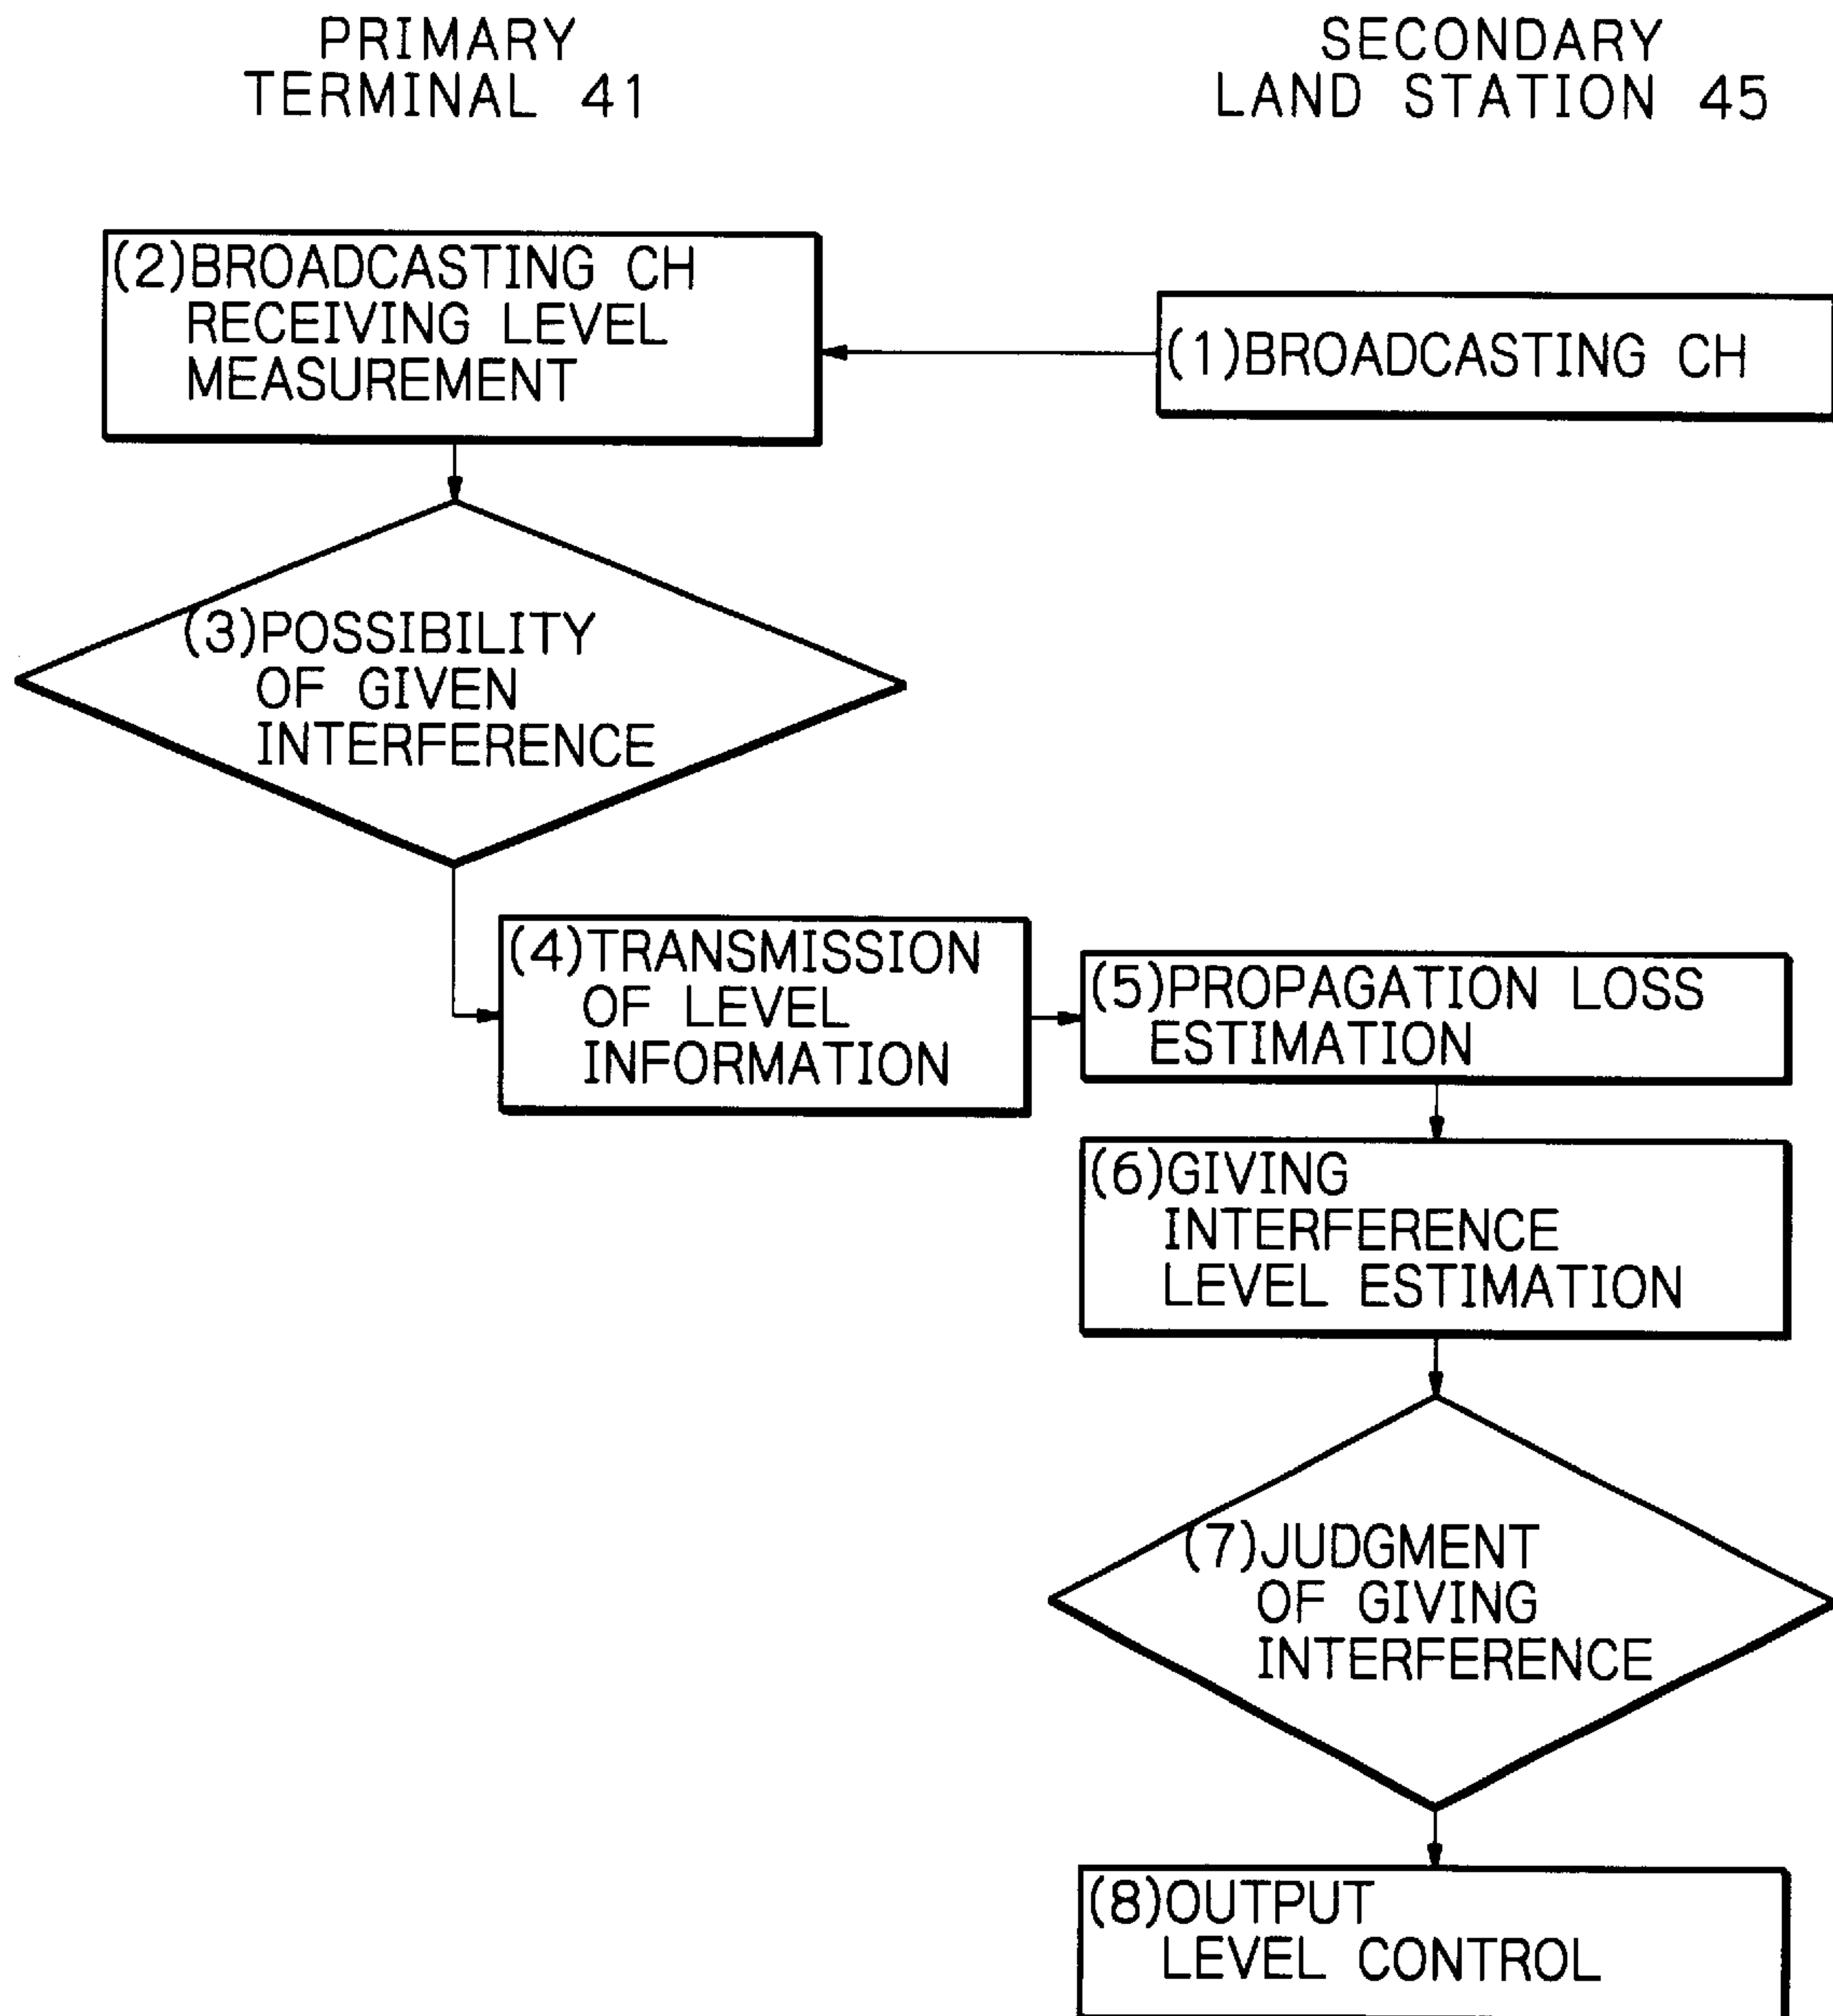 PRIMARY
TERMINAL 41
SECONDARY
LAND STATION 45
(1)BROADCASTING CH
(2)BROADCASTING CH
RECEIVING LEVEL
MEASUREMENT
(3)POSSIBILITY
OF GIVEN
INTERFERENCE
(4)TRANSMISSION
OF LEVEL
INFORMATION
(5)PROPAGATION LOSS
ESTIMATION
(6)GIVING
INTERFERENCE
LEVEL ESTIMATION
(7)JUDGMENT
OF GIVING
INTERFERENCE
(8)OUTPUT
LEVEL CONTROL